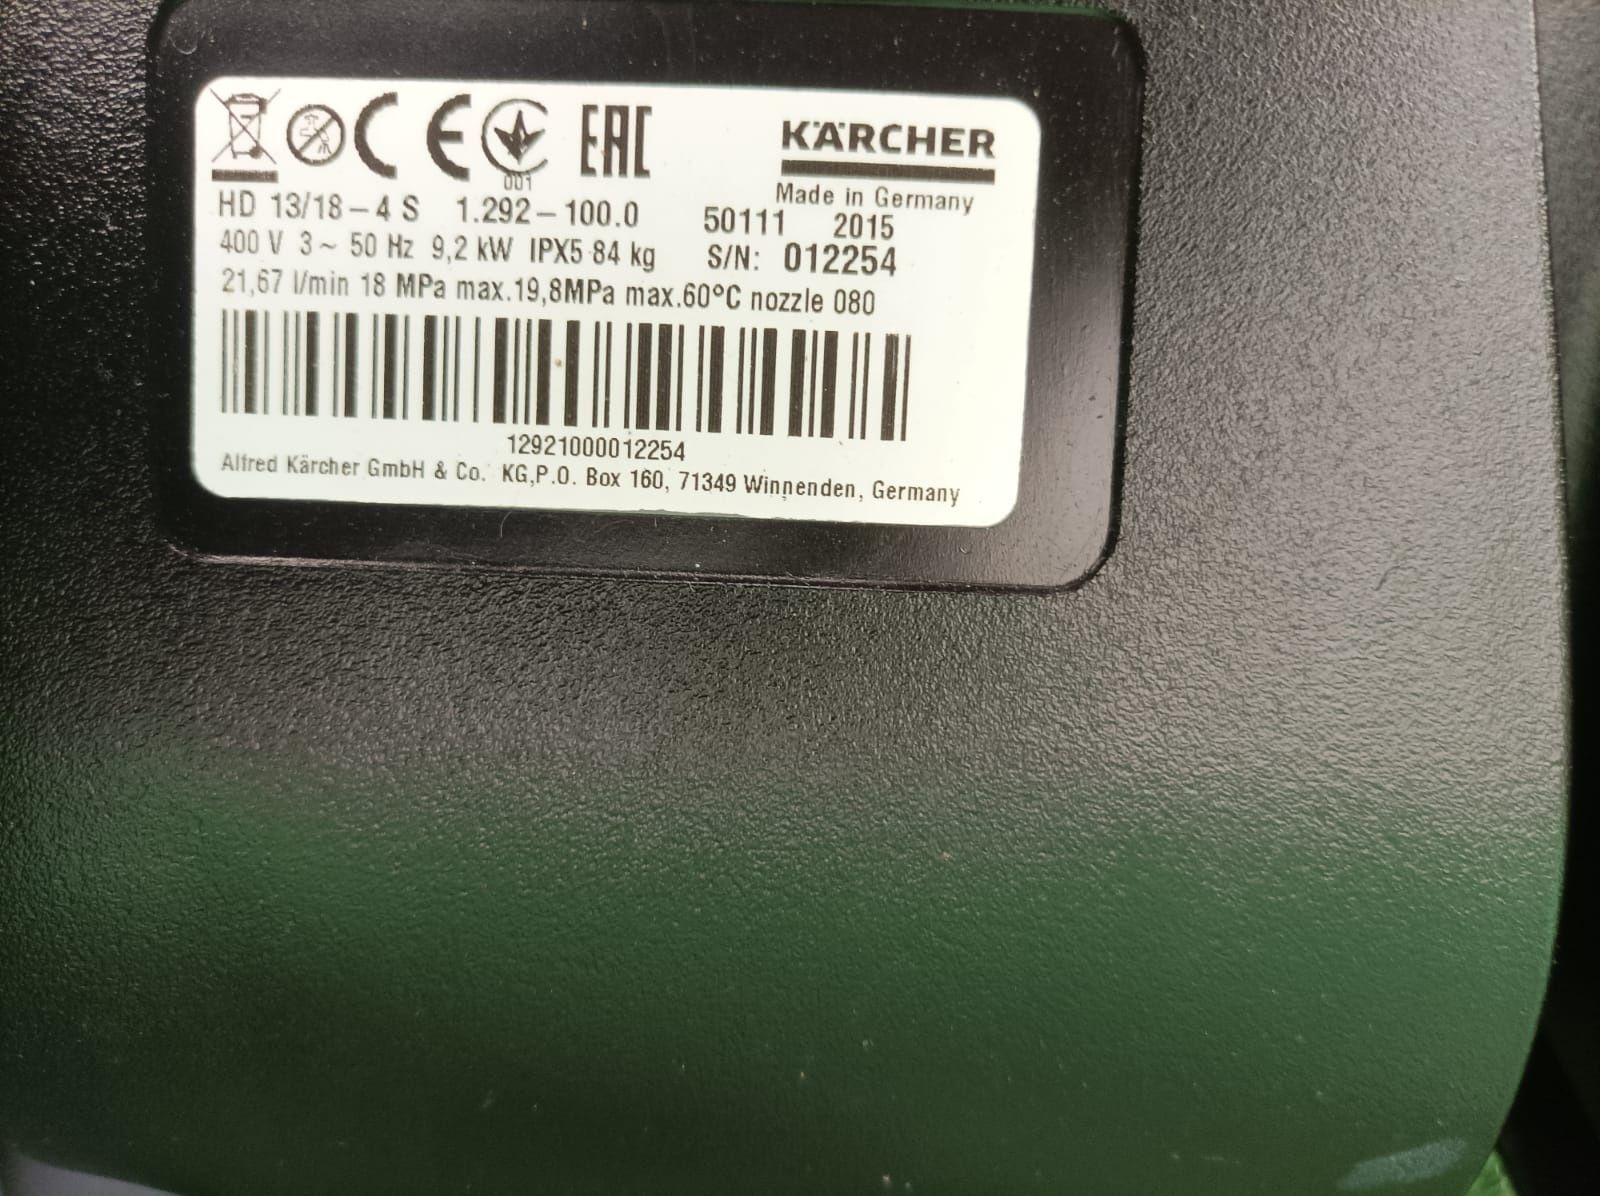 CE
001
EAC
KÄRCHER
Made in Germany
HD 13/18-4 S 1.292-100.0 50111 2015
400 V 3~ 50 Hz 9,2 kW IPX5 84 kg S/N: 012254
21,67 l/min 18 MPa max.19,8MPa max.60°C nozzle 080
12921000012254
Alfred Kärcher GmbH & Co. KG,P.O. Box 160, 71349 Winnenden, Germany